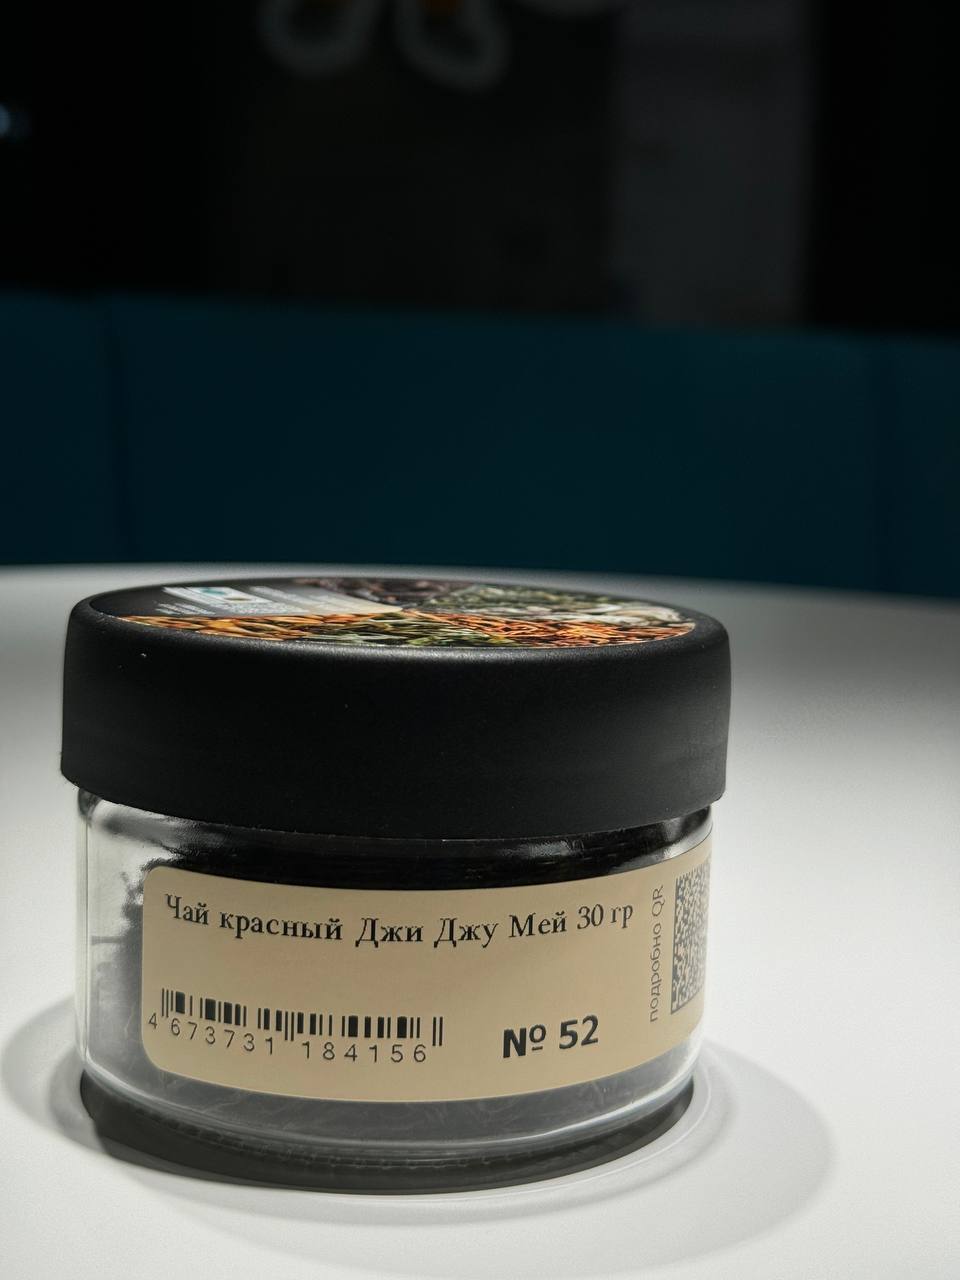 Чай красный Джи Джу Мей 30 гр
подробно QR
4 673731 184156
№ 52